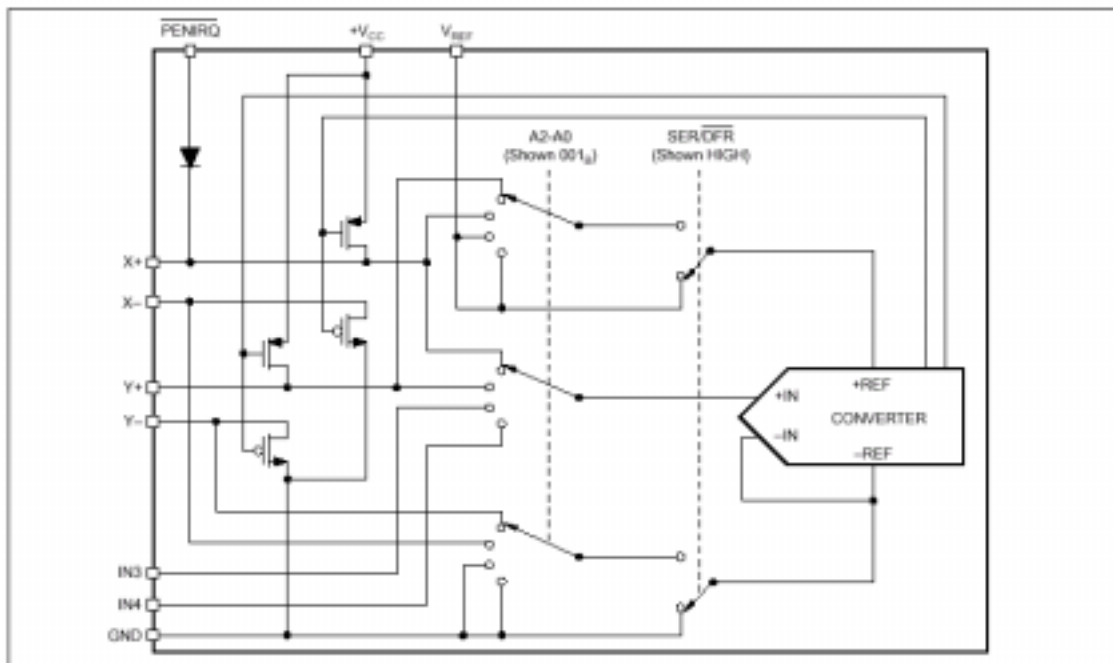 PENIRQ +VCC VREF
A2-A0
(Shown 001B)
SER/DFR
(Shown HIGH)
X+
X–
Y+
Y–
+IN
+REF
CONVERTER
–IN
–REF
IN3
IN4
GND